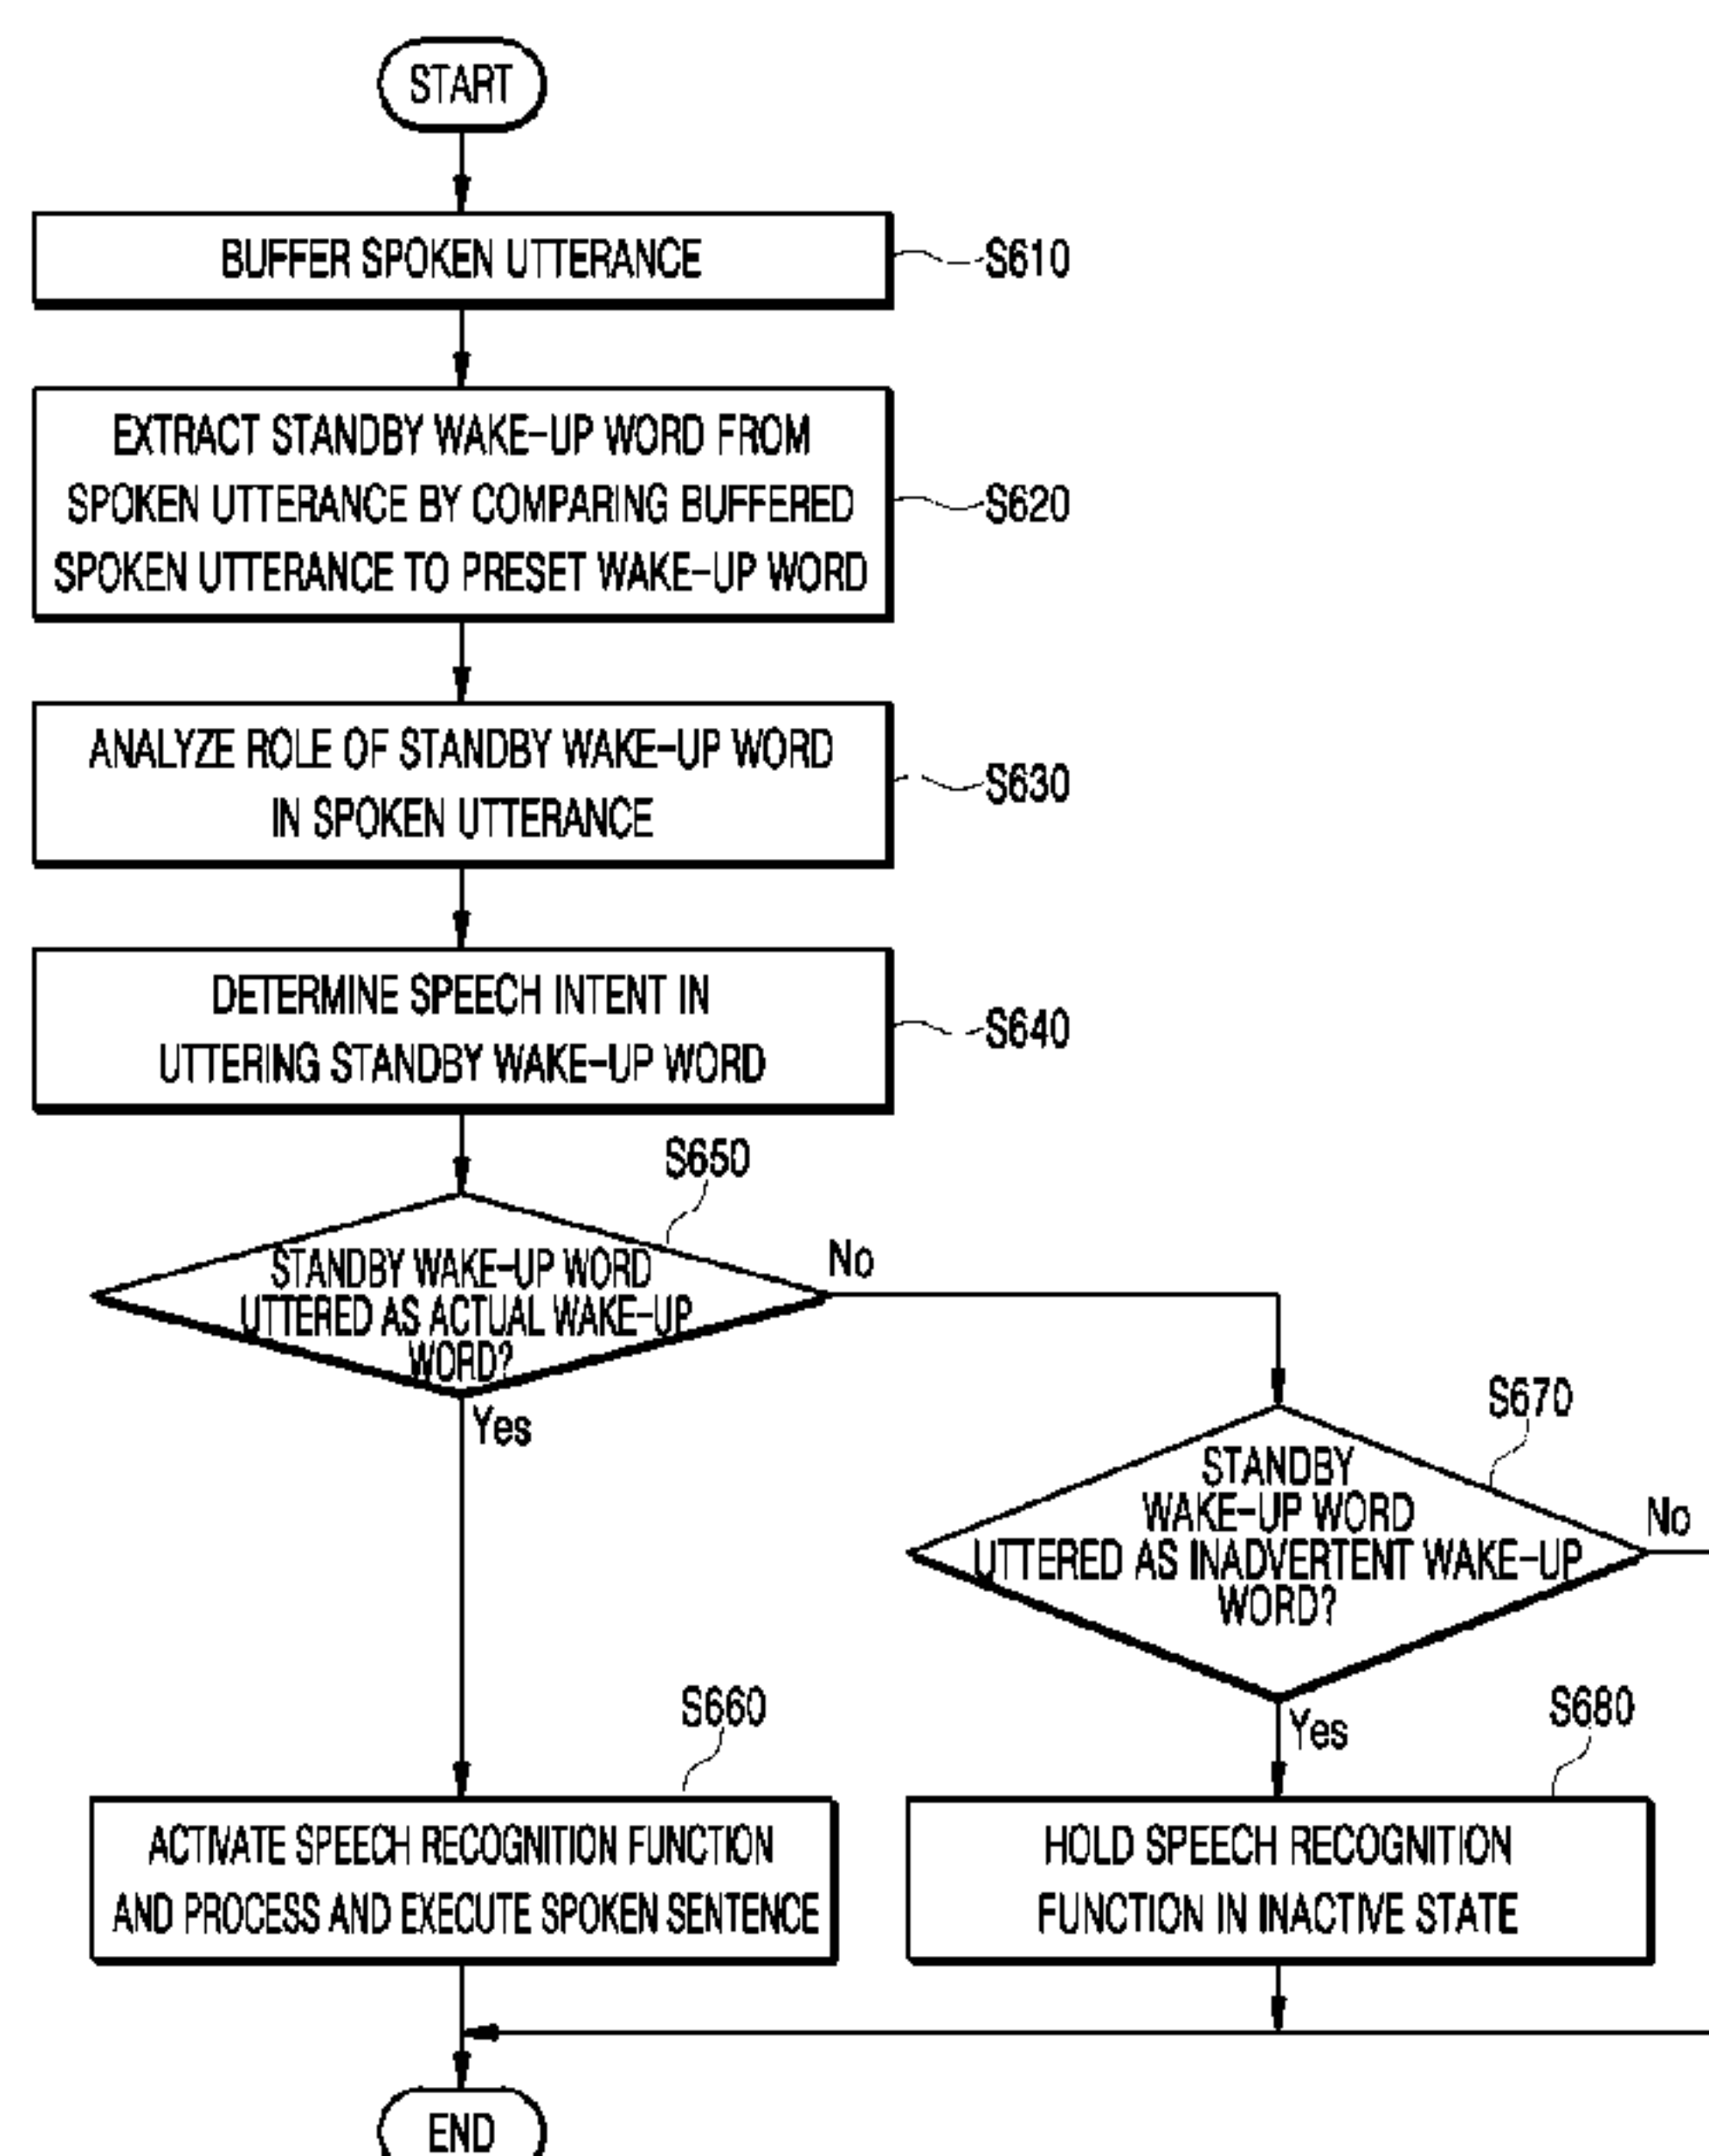 START
BUFFER SPOKEN UTTERANCE
S610
EXTRACT STANDBY WAKE-UP WORD FROM
SPOKEN UTTERANCE BY COMPARING BUFFERED
SPOKEN UTTERANCE TO PRESET WAKE-UP WORD
S620
ANALYZE ROLE OF STANDBY WAKE-UP WORD
IN SPOKEN UTTERANCE
S630
DETERMINE SPEECH INTENT IN
UTTERING STANDBY WAKE-UP WORD
S640
S650
STANDBY WAKE-UP WORD
UTTERED AS ACTUAL WAKE-UP
WORD?
No
Yes
S670
STANDBY
WAKE-UP WORD
UTTERED AS INADVERTENT WAKE-UP
WORD?
No
Yes
S660
ACTIVATE SPEECH RECOGNITION FUNCTION
AND PROCESS AND EXECUTE SPOKEN SENTENCE
S680
HOLD SPEECH RECOGNITION
FUNCTION IN INACTIVE STATE
END